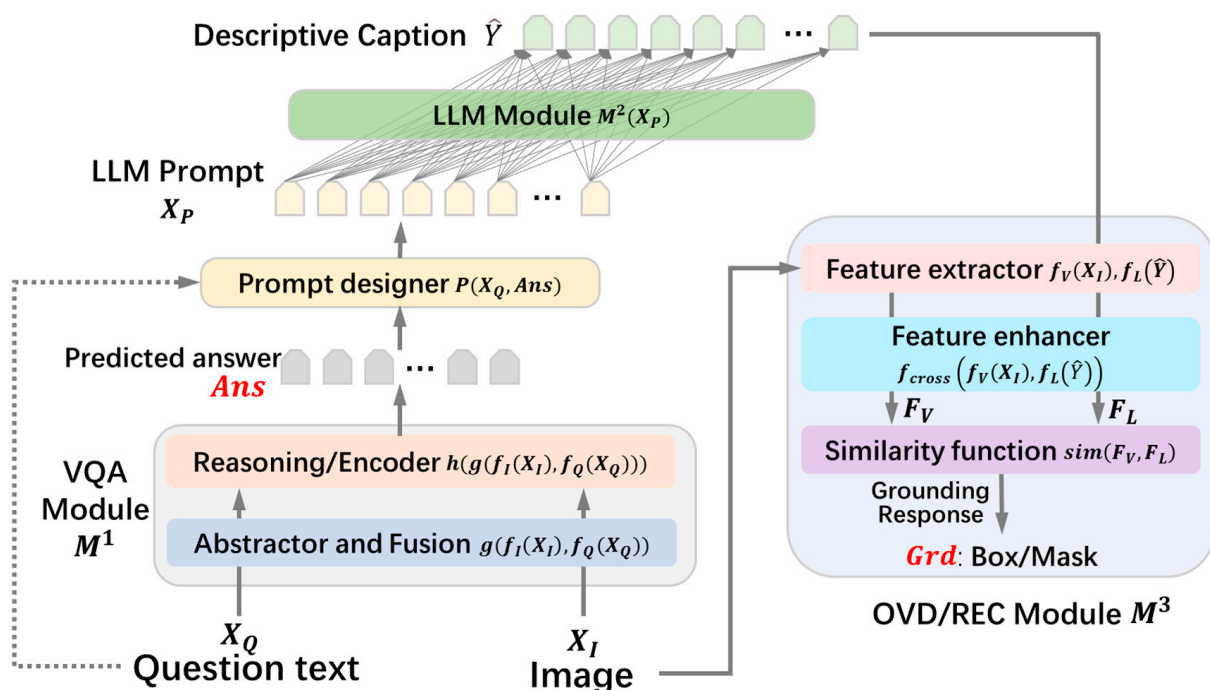 Descriptive Caption Ŷ
...
LLM Module M²(X_P)
LLM Prompt
X_P
...
Prompt designer P(X_Q, Ans)
Predicted answer
Ans
...
VQA
Module
M¹
Reasoning/Encoder h(g(f_I(X_I), f_Q(X_Q)))
Abstractor and Fusion g(f_I(X_I), f_Q(X_Q))
X_Q
Question text
X_I
Image
Feature extractor f_V(X_I), f_L(Ŷ)
Feature enhancer
f_cross(f_V(X_I), f_L(Ŷ))
F_V
F_L
Similarity function sim(F_V, F_L)
Grounding
Response
Grd: Box/Mask
OVD/REC Module M³